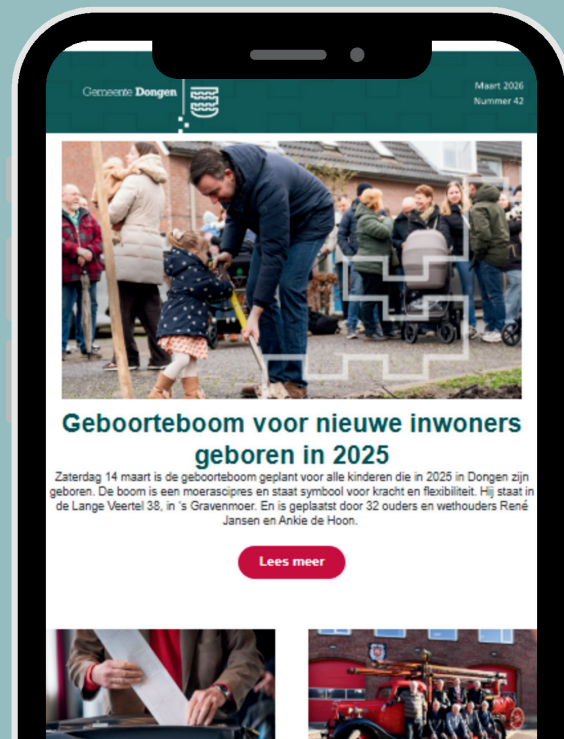 Gemeente Dongen
Maart 2026
Nummer 42
Geboorteboom voor nieuwe inwoners
geboren in 2025
Zaterdag 14 maart is de geboorteboom geplant voor alle kinderen die in 2025 in Dongen zijn
geboren. De boom is een moerascipres en staat symbool voor kracht en flexibiliteit. Hij staat in
de Lange Veertel 38, in 's Gravenmoer. En is geplaatst door 32 ouders en wethouders René
Jansen en Ankie de Hoon.
Lees meer